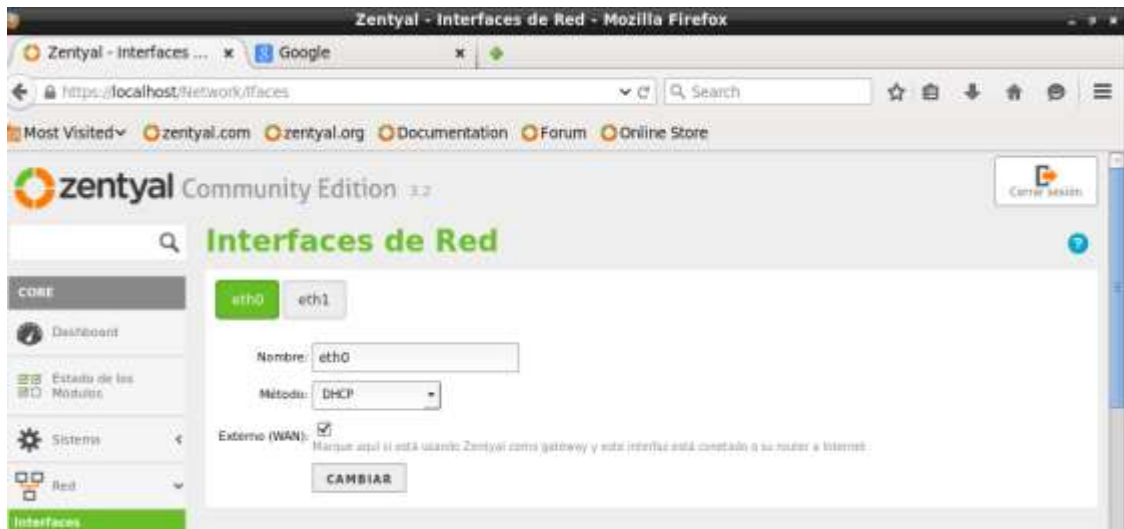 Zentyal - Interfaces de Red - Mozilla Firefox
Zentyal - Interfaces ... Google
https://localhost/Network/Ifaces Search
Most Visited zentyal.com zentyal.org Documentation Forum Online Store
zentyal Community Edition 3.2
Cerrar sesión
Interfaces de Red
CORE
Dashboard
Estado de los
Módulos
Sistema
Red
Interfaces
eth0 eth1
Nombre: eth0
Método: DHCP
Externo (WAN):
Marque aquí si está usando Zentyal como gateway y este interfaz está conectado a su router a Internet.
CAMBIAR